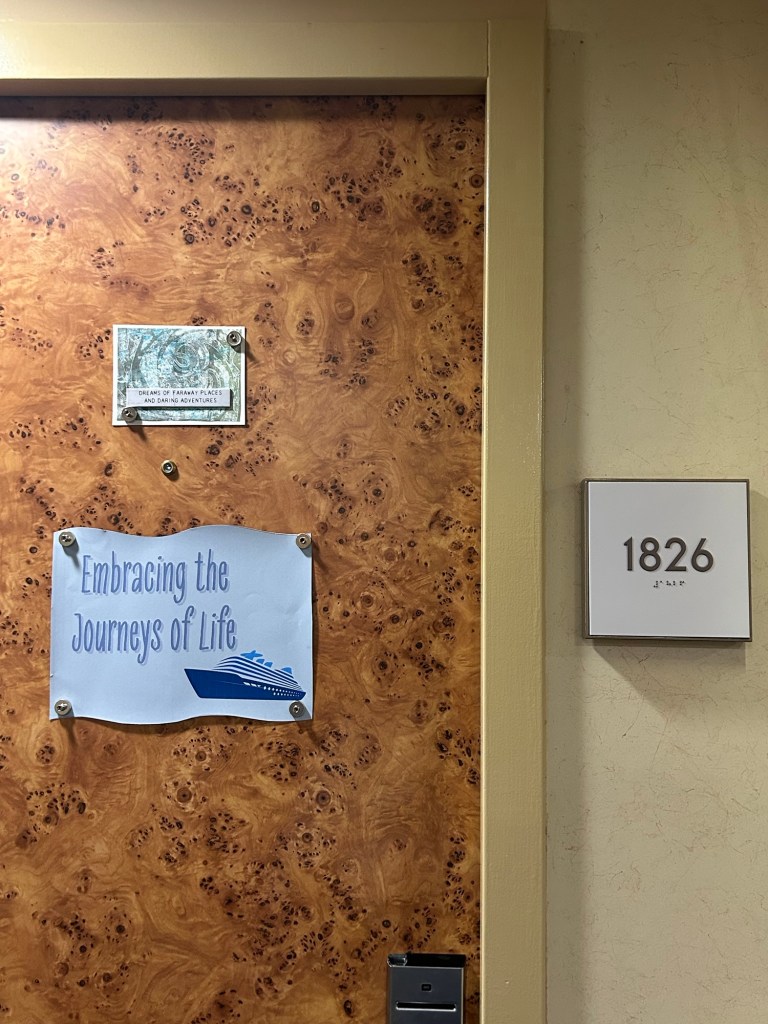 DREAMS OF FARAWAY PLACES
AND DARING ADVENTURES
Embracing the
Journeys of Life
1826